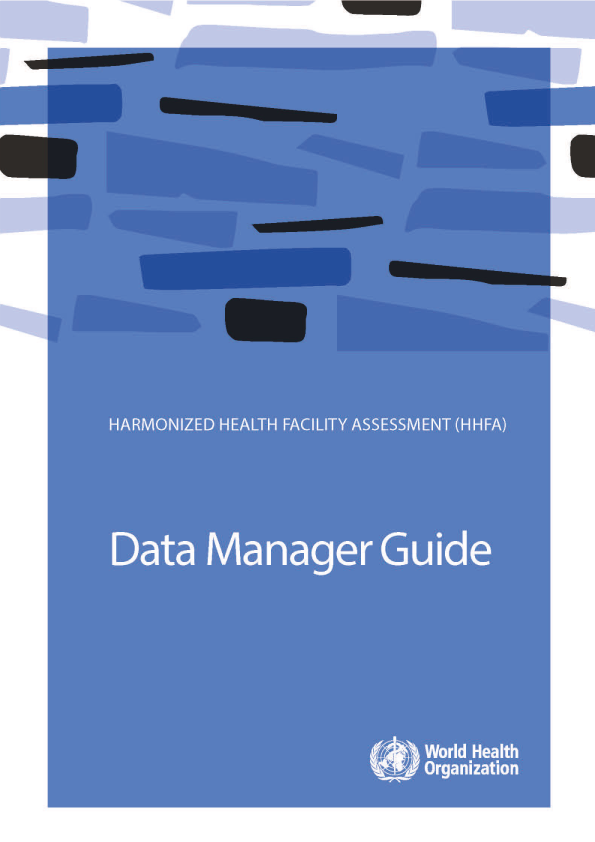 HARMONIZED HEALTH FACILITY ASSESSMENT (HHFA)
Data Manager Guide
World Health
Organization